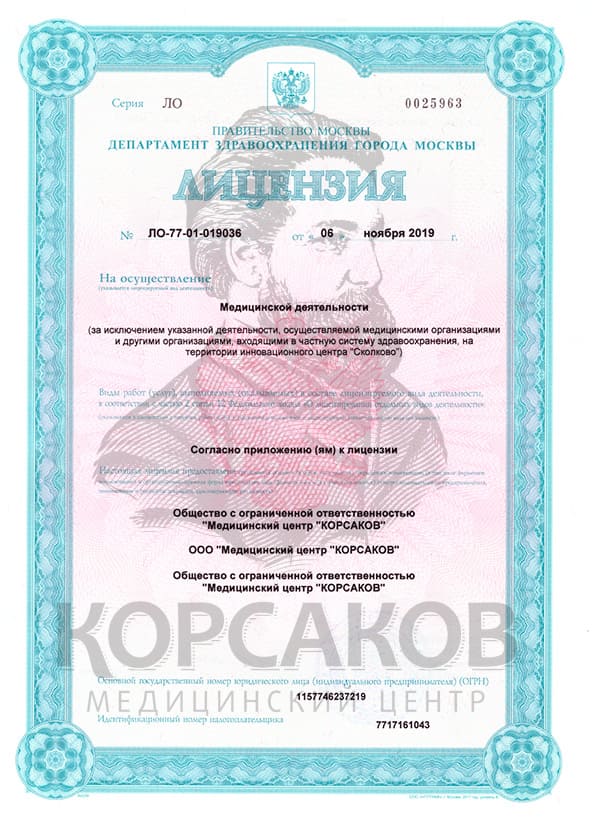 Серия ЛО 0025963
ПРАВИТЕЛЬСТВО МОСКВЫ
ДЕПАРТАМЕНТ ЗДРАВООХРАНЕНИЯ ГОРОДА МОСКВЫ
ЛИЦЕНЗИЯ
№ ЛО-77-01-019036 от « 06 » ноября 2019 г.
На осуществление
(указывается лицензируемый вид деятельности)
Медицинской деятельности
(за исключением указанной деятельности, осуществляемой медицинскими организациями
и другими организациями, входящими в частную систему здравоохранения, на
территории инновационного центра "Сколково")
Виды работ (услуг), выполняемых (оказываемых) в составе лицензируемого вида деятельности,
в соответствии с частью 2 статьи 12 Федерального закона «О лицензировании отдельных видов деятельности»:
Согласно приложению (ям) к лицензии
Настоящая лицензия предоставлена
Общество с ограниченной ответственностью
"Медицинский центр "КОРСАКОВ"
ООО "Медицинский центр "КОРСАКОВ"
Общество с ограниченной ответственностью
"Медицинский центр "КОРСАКОВ"
КОРСАКОВ
Основной государственный номер юридического лица (индивидуального предпринимателя) (ОГРН)
1157746237219
МЕДИЦИНСКИЙ ЦЕНТР
Идентификационный номер налогоплательщика
7717161043